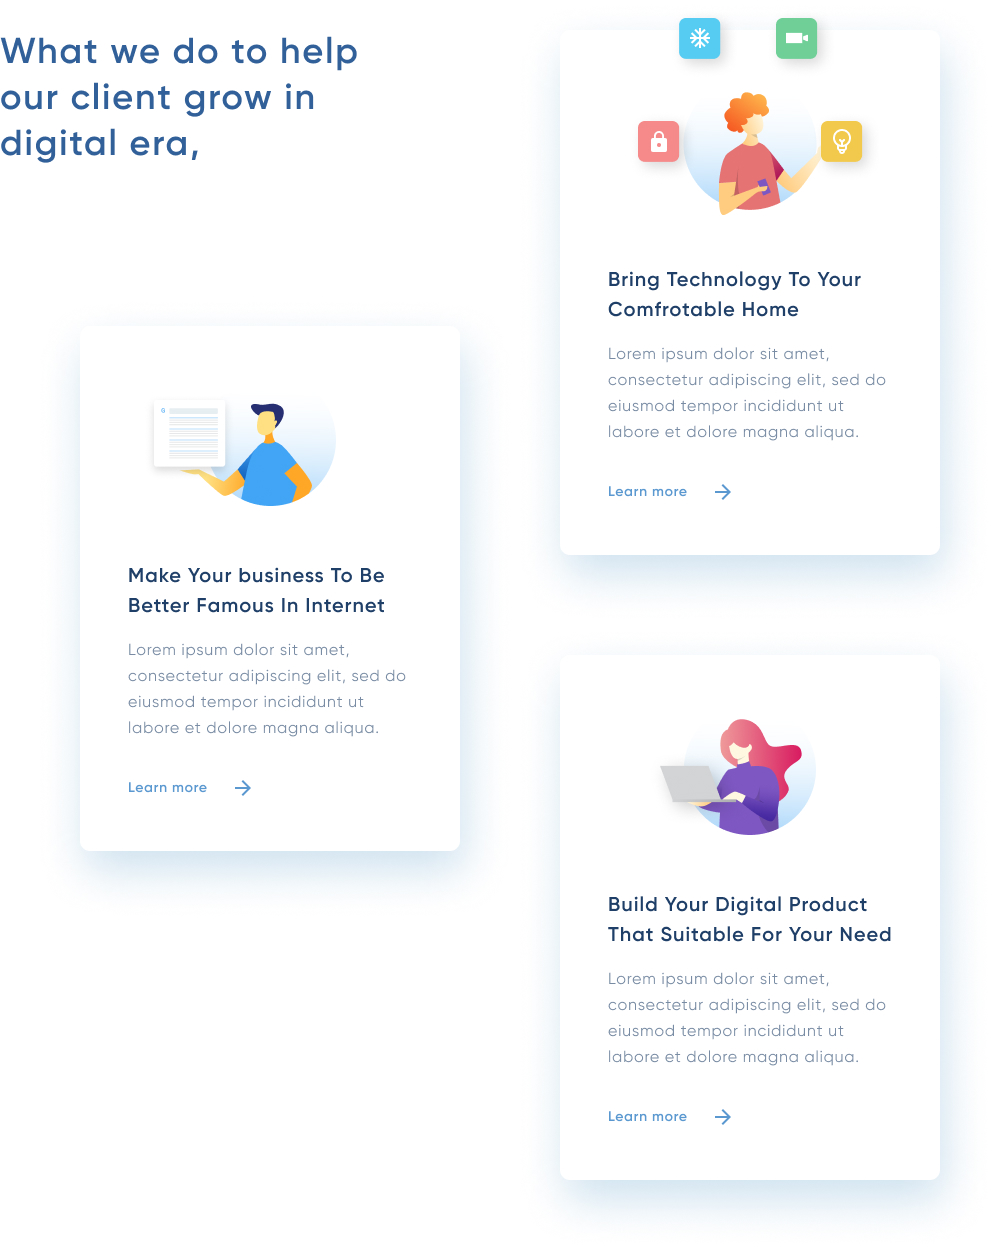 What we do to help
our client grow in
digital era,
Make Your business To Be
Better Famous In Internet
Lorem ipsum dolor sit amet,
consectetur adipiscing elit, sed do
eiusmod tempor incididunt ut
labore et dolore magna aliqua.
Learn more
Bring Technology To Your
Comfrotable Home
Lorem ipsum dolor sit amet,
consectetur adipiscing elit, sed do
eiusmod tempor incididunt ut
labore et dolore magna aliqua.
Learn more
Build Your Digital Product
That Suitable For Your Need
Lorem ipsum dolor sit amet,
consectetur adipiscing elit, sed do
eiusmod tempor incididunt ut
labore et dolore magna aliqua.
Learn more